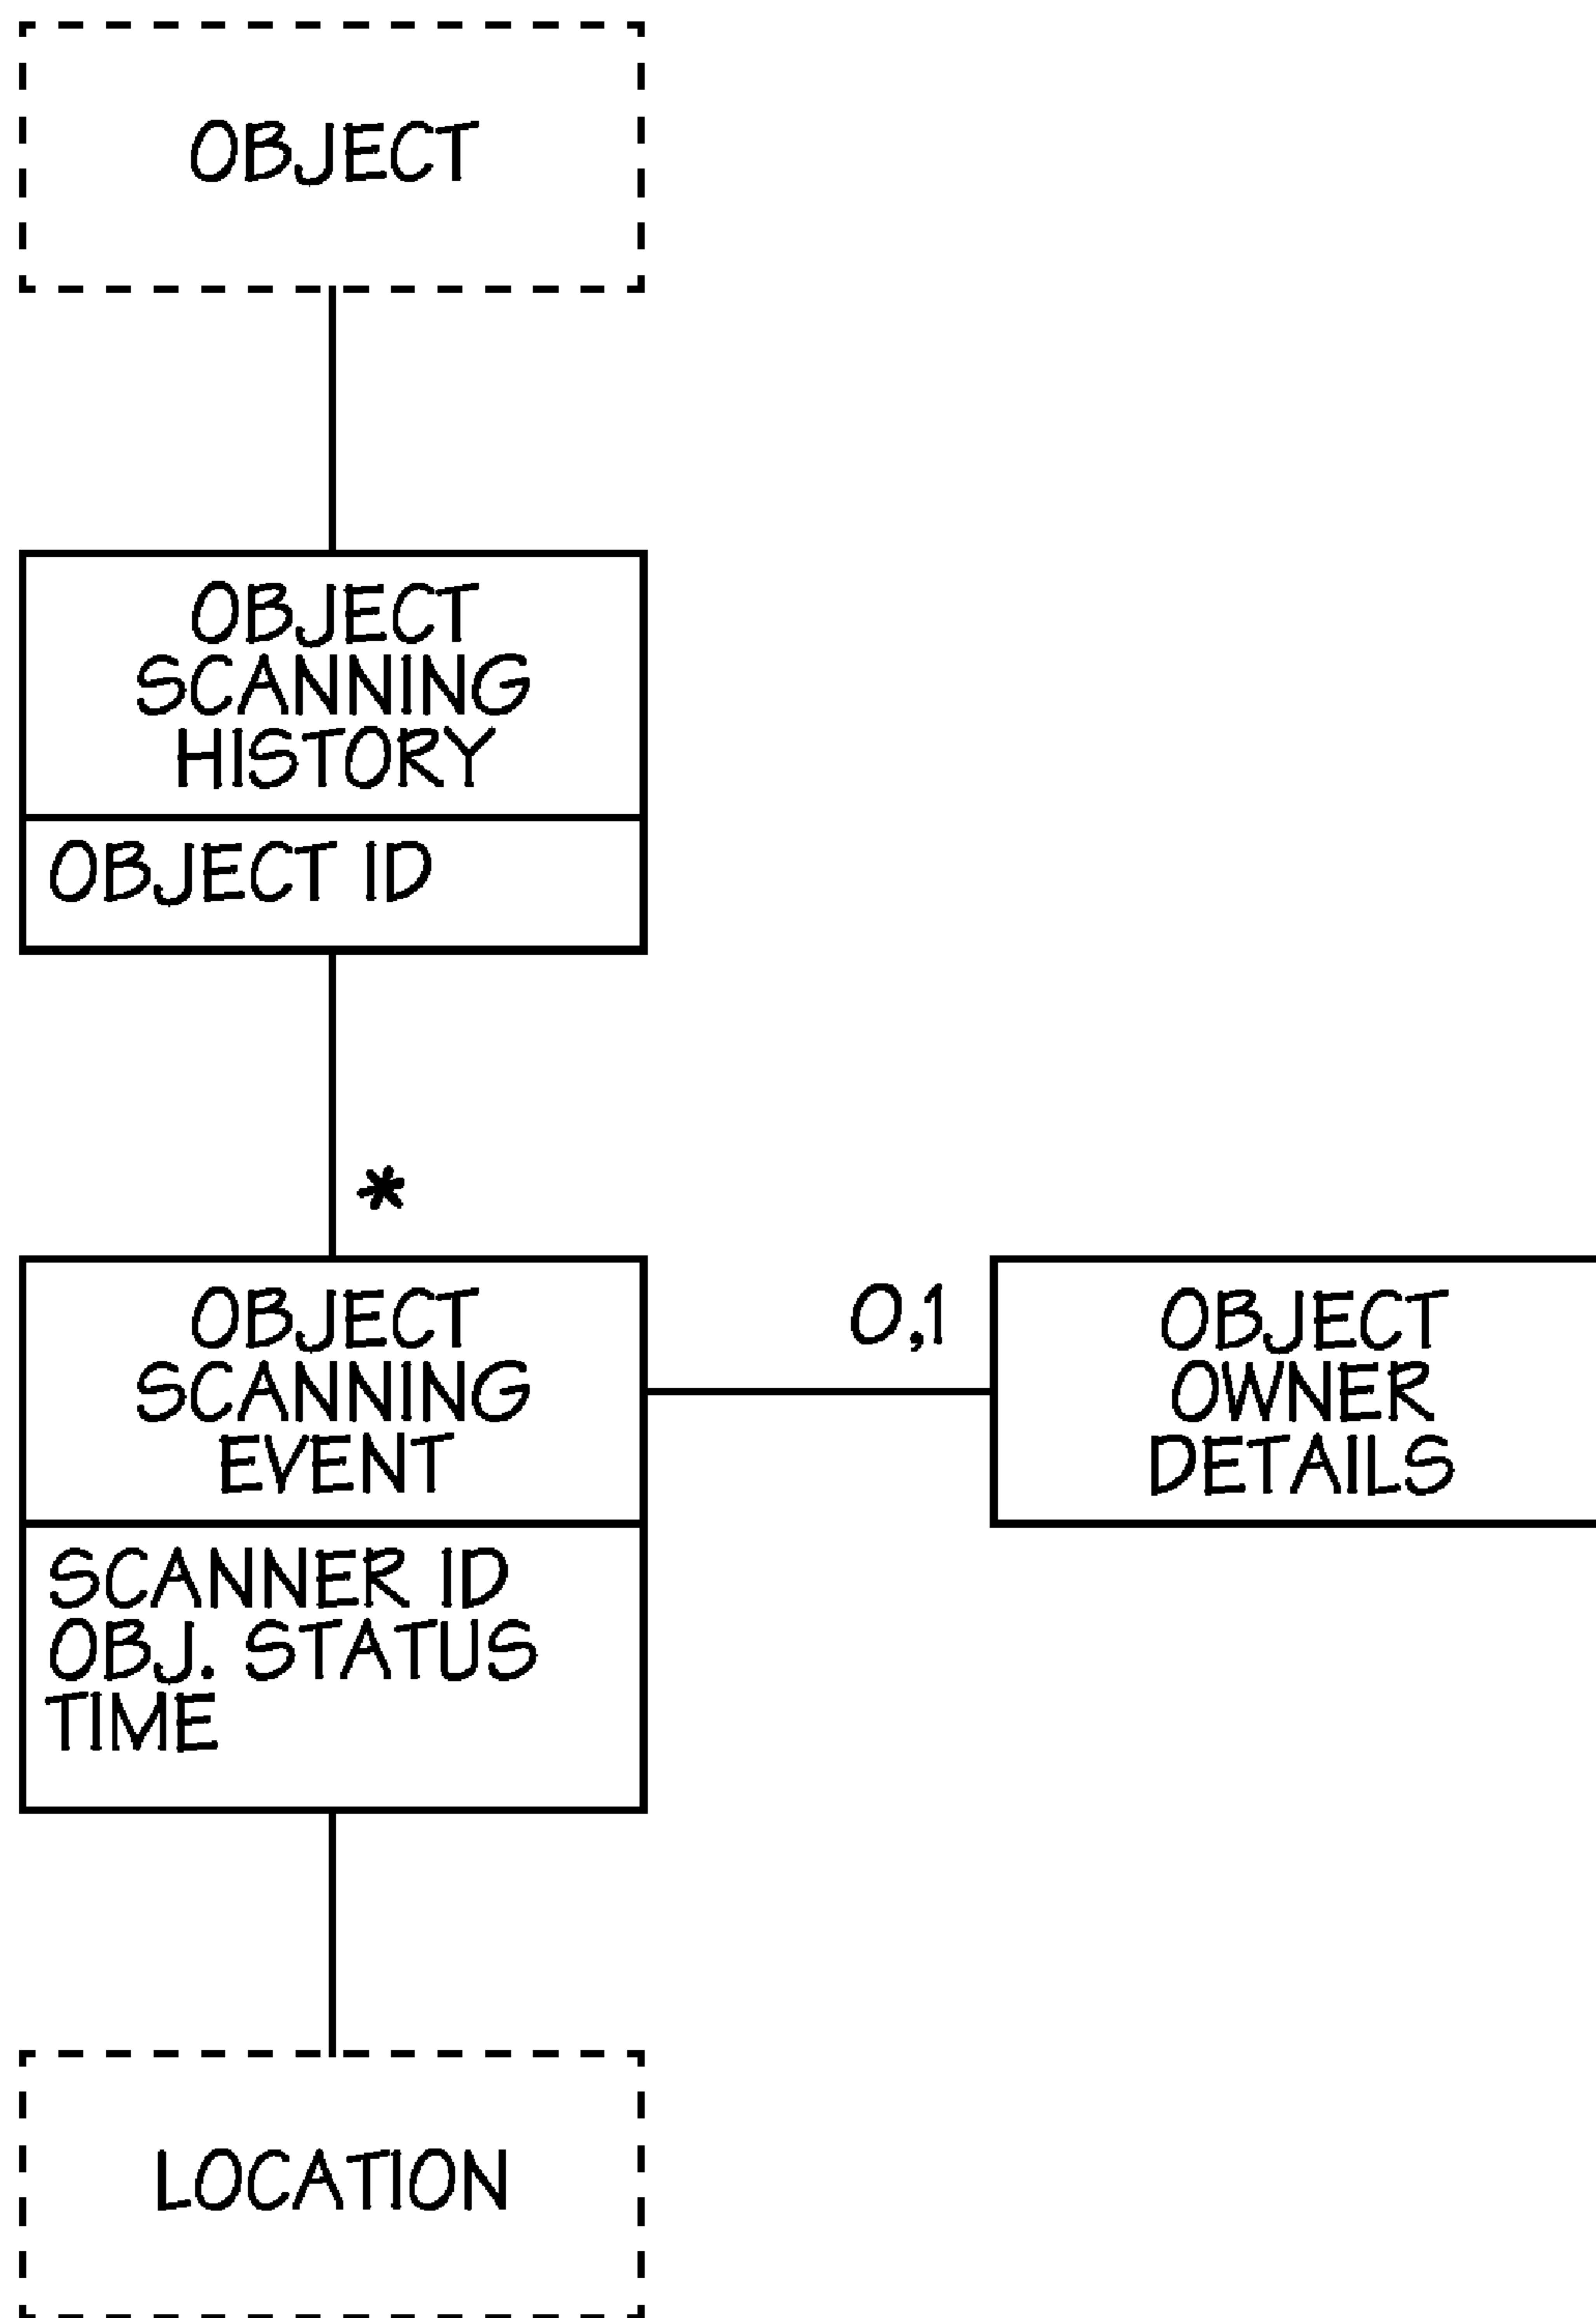 OBJECT
OBJECT
SCANNING
HISTORY
OBJECT ID
*
OBJECT
SCANNING
EVENT
SCANNER ID
OBJ. STATUS
TIME
0,1
OBJECT
OWNER
DETAILS
LOCATION